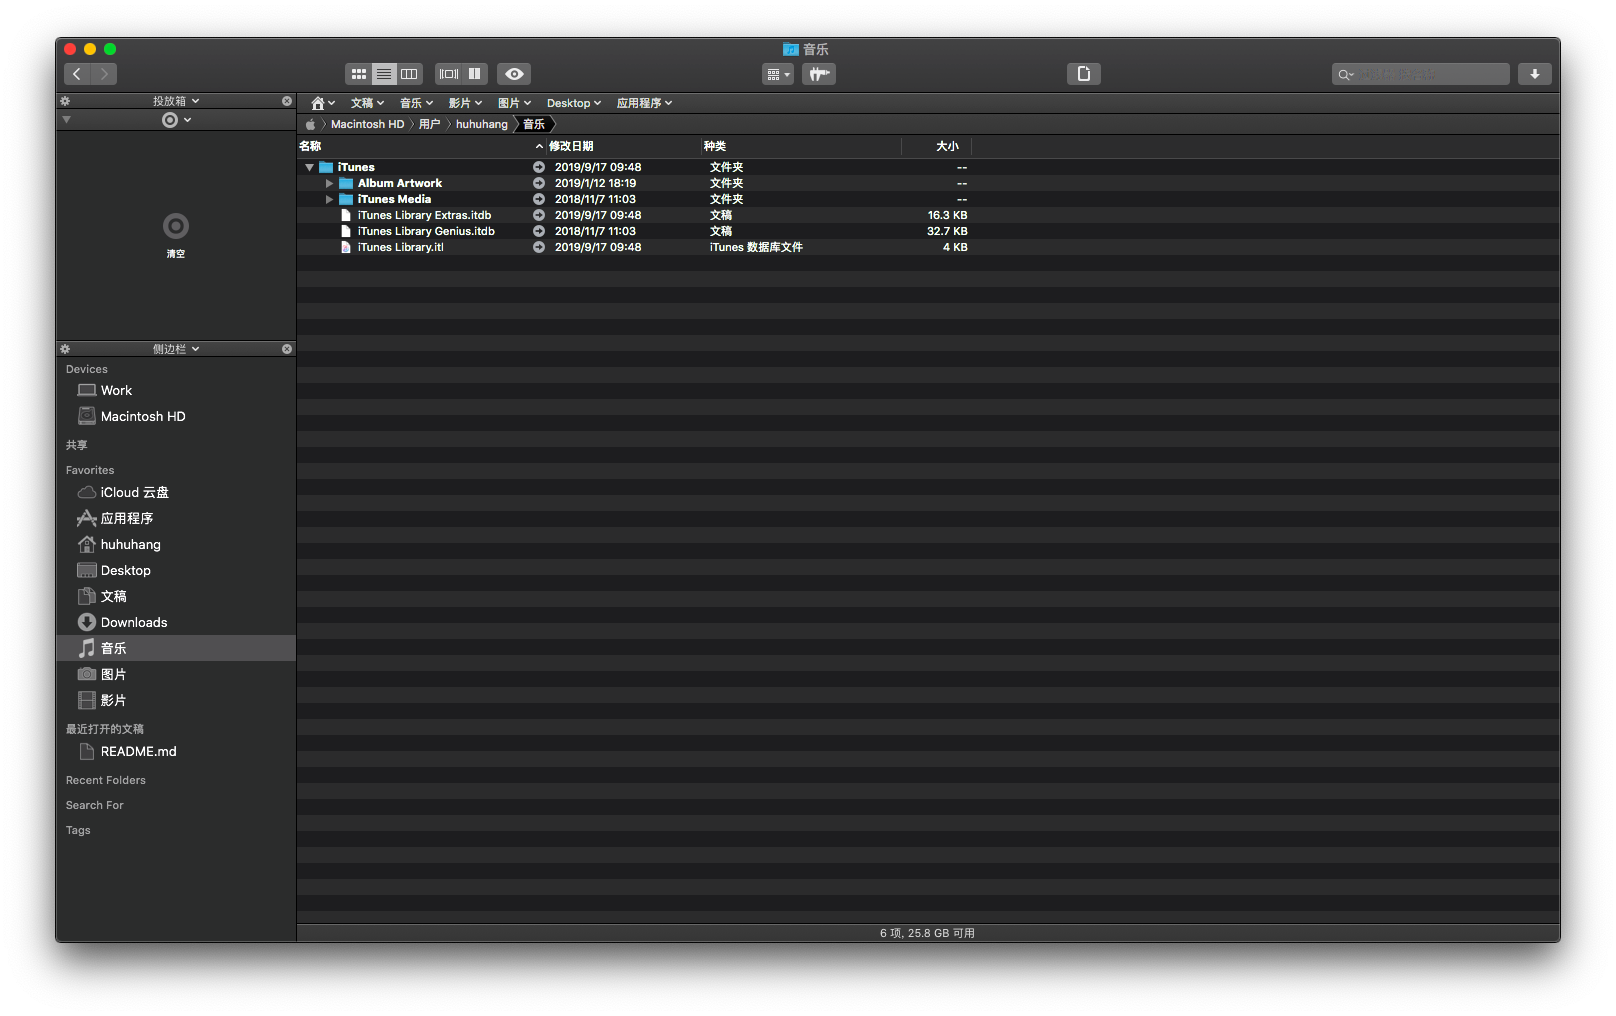 音乐
投放箱
文稿 音乐 影片 图片 Desktop 应用程序
Macintosh HD 用户 huhuhang 音乐
名称 修改日期 种类 大小
iTunes 2019/9/17 09:48 文件夹 --
Album Artwork 2019/1/12 18:19 文件夹 --
iTunes Media 2018/11/7 11:03 文件夹 --
iTunes Library Extras.itdb 2019/9/17 09:48 文稿 16.3 KB
iTunes Library Genius.itdb 2018/11/7 11:03 文稿 32.7 KB
iTunes Library.itl 2019/9/17 09:48 iTunes 数据库文件 4 KB
清空
侧边栏
Devices
Work
Macintosh HD
共享
Favorites
iCloud 云盘
应用程序
huhuhang
Desktop
文稿
Downloads
音乐
图片
影片
最近打开的文稿
README.md
Recent Folders
Search For
Tags
6 项, 25.8 GB 可用